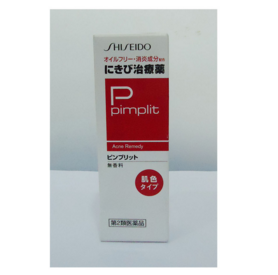 SHISEIDO
オイルフリー・消炎成分配合
にきび治療薬
P
pimplit
Acne Remedy
ピンプリット
無香料
肌色
タイプ
第2類医薬品